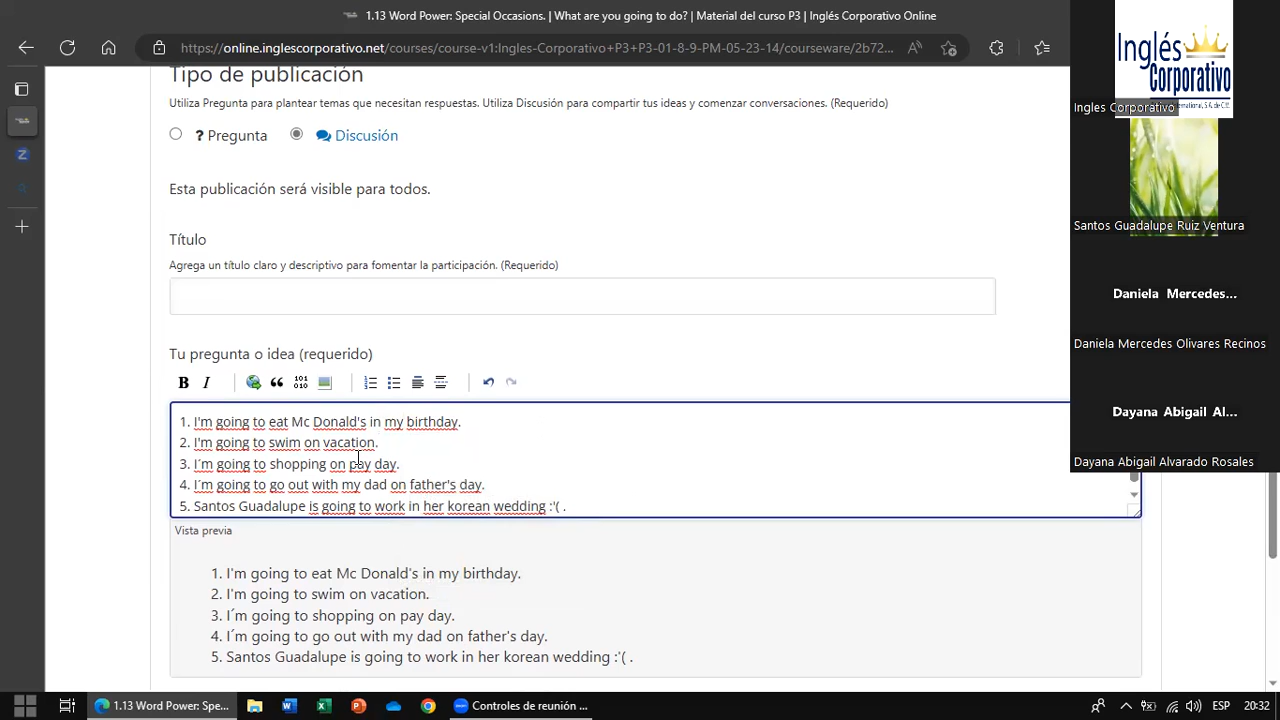 1.13 Word Power: Special Occasions. | What are you going to do? | Material del curso P3 | Inglés Corporativo Online
https://online.inglescorporativo.net/courses/course-v1:Ingles-Corporativo+P3+P3-01-8-9-PM-05-23-14/courseware/2b72...
Tipo de publicación
Utiliza Pregunta para plantear temas que necesitan respuestas. Utiliza Discusión para compartir tus ideas y comenzar conversaciones. (Requerido)
? Pregunta
Discusión
Esta publicación será visible para todos.
Título
Agrega un título claro y descriptivo para fomentar la participación. (Requerido)
Tu pregunta o idea (requerido)
B I
1. I'm going to eat Mc Donald's in my birthday.
2. I'm going to swim on vacation.
3. I´m going to shopping on pay day.
4. I´m going to go out with my dad on father's day.
5. Santos Guadalupe is going to work in her korean wedding :'( .
Vista previa
1. I'm going to eat Mc Donald's in my birthday.
2. I'm going to swim on vacation.
3. I´m going to shopping on pay day.
4. I´m going to go out with my dad on father's day.
5. Santos Guadalupe is going to work in her korean wedding :'( .
Inglés
Corporativo
Ingles Corporativo
Santos Guadalupe Ruiz Ventura
Daniela Mercedes...
Daniela Mercedes Olivares Recinos
Dayana Abigail Al...
Dayana Abigail Alvarado Rosales
1.13 Word Power: Spe...
Controles de reunión ...
ESP
20:32